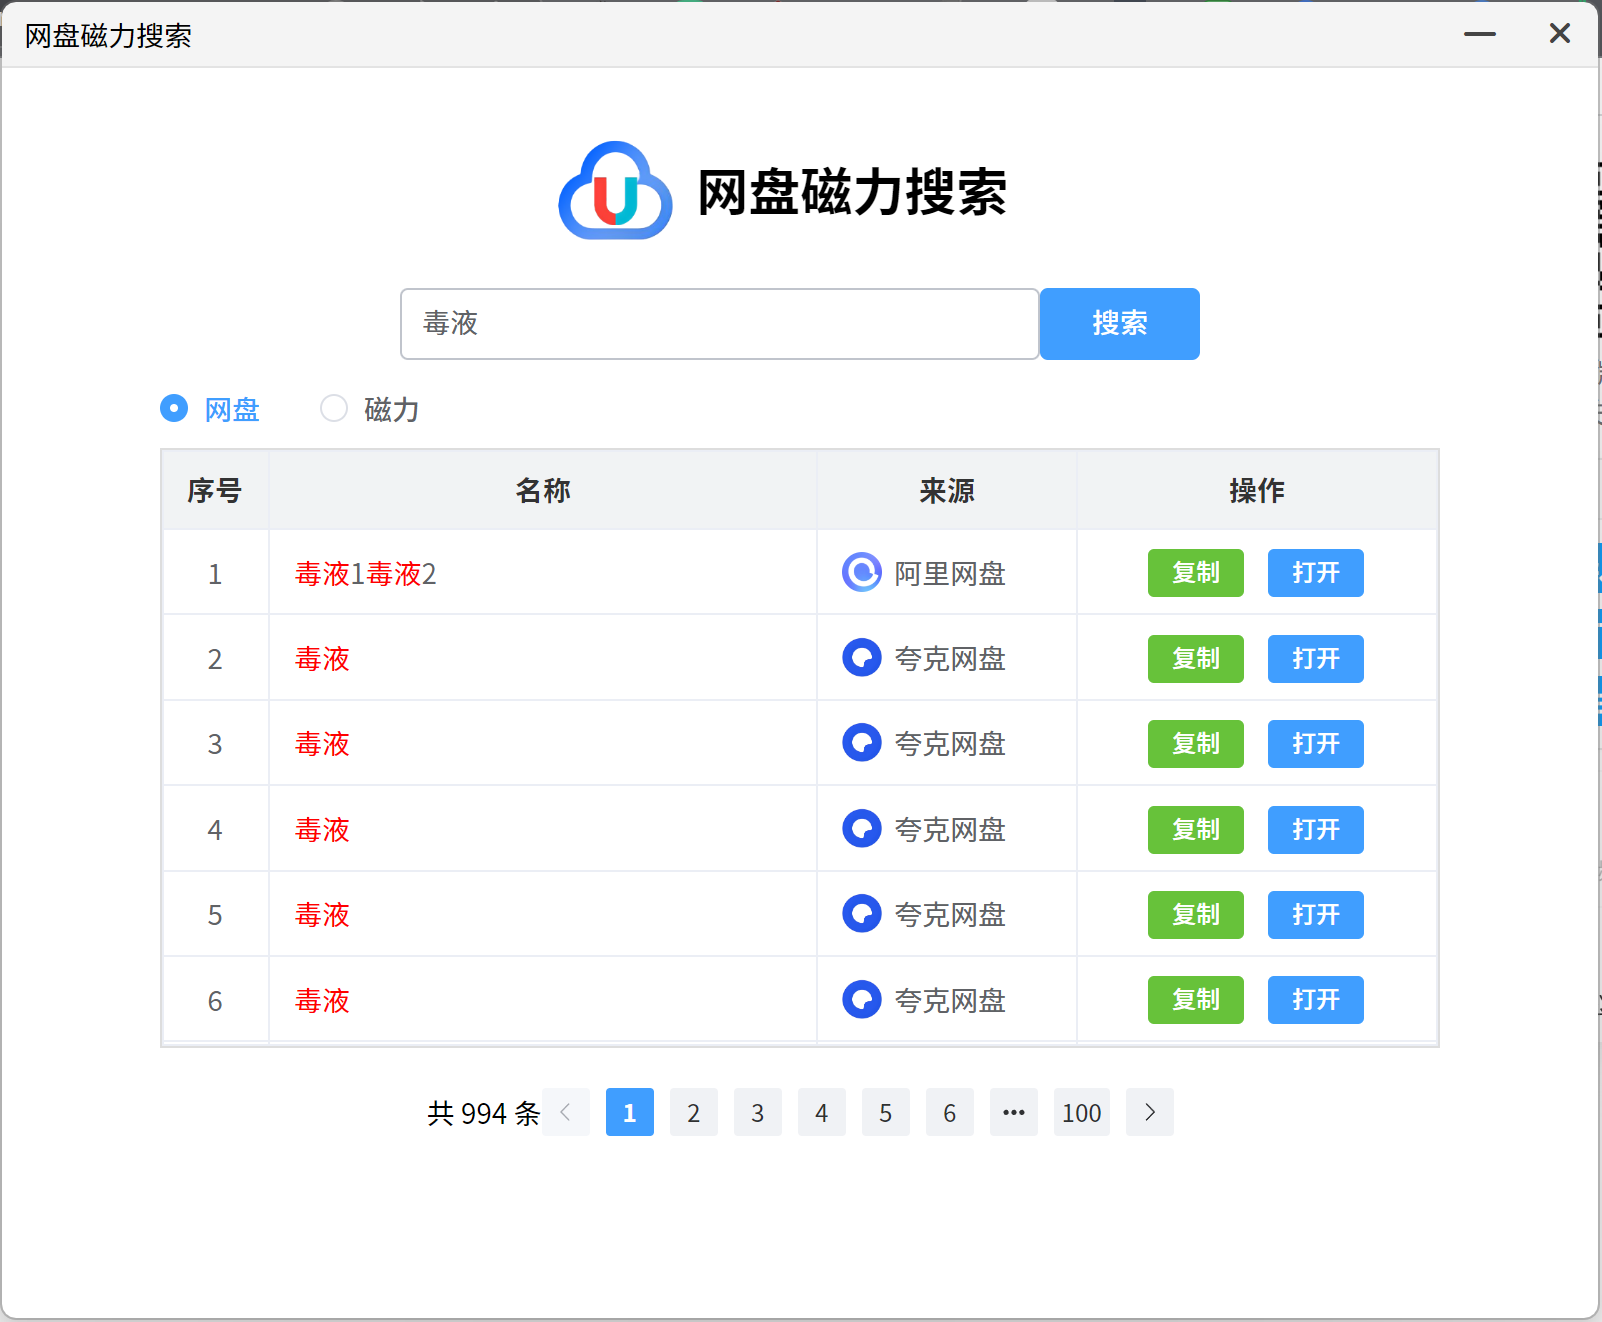 网盘磁力搜索
网盘磁力搜索
毒液 搜索
网盘 磁力
序号 名称 来源 操作
1 毒液1毒液2 阿里网盘 复制 打开
2 毒液 夸克网盘 复制 打开
3 毒液 夸克网盘 复制 打开
4 毒液 夸克网盘 复制 打开
5 毒液 夸克网盘 复制 打开
6 毒液 夸克网盘 复制 打开
共 994 条 1 2 3 4 5 6 ••• 100